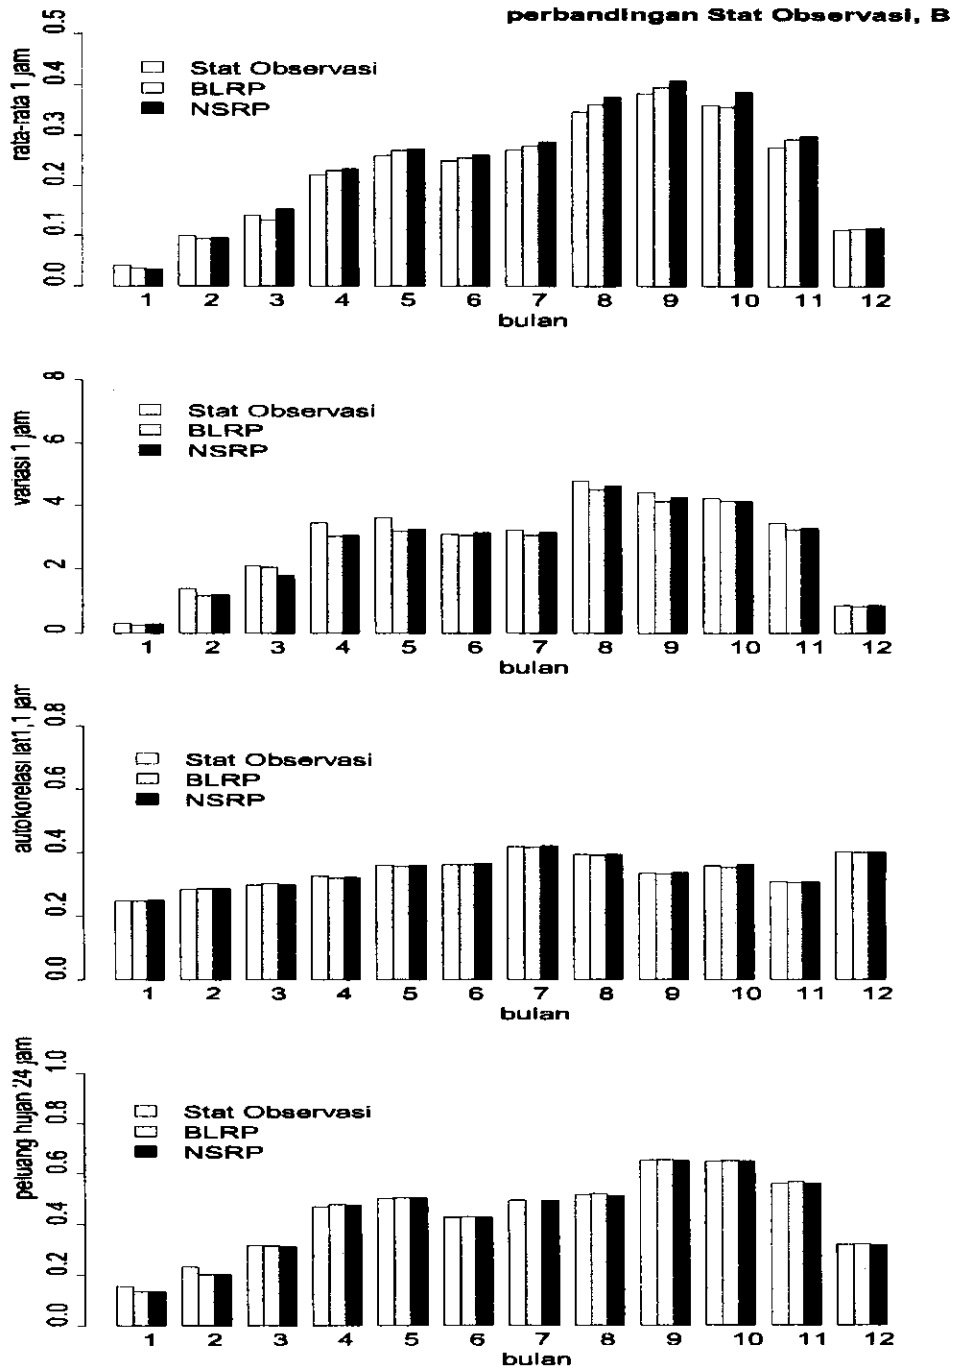 perbandingan Stat Observasi, B
rata-rata 1 jam
0.0 0.1 0.2 0.3 0.4 0.5
Stat Observasi
BLRP
NSRP
1 2 3 4 5 6 7 8 9 10 11 12
bulan
variasi 1 jam
0 2 4 6 8
Stat Observasi
BLRP
NSRP
1 2 3 4 5 6 7 8 9 10 11 12
bulan
autokorelasi lat1,1 jam
0.0 0.2 0.4 0.6 0.8
Stat Observasi
BLRP
NSRP
1 2 3 4 5 6 7 8 9 10 11 12
bulan
peluang hujan 24 jam
0.0 0.2 0.4 0.6 0.8 1.0
Stat Observasi
BLRP
NSRP
1 2 3 4 5 6 7 8 9 10 11 12
bulan